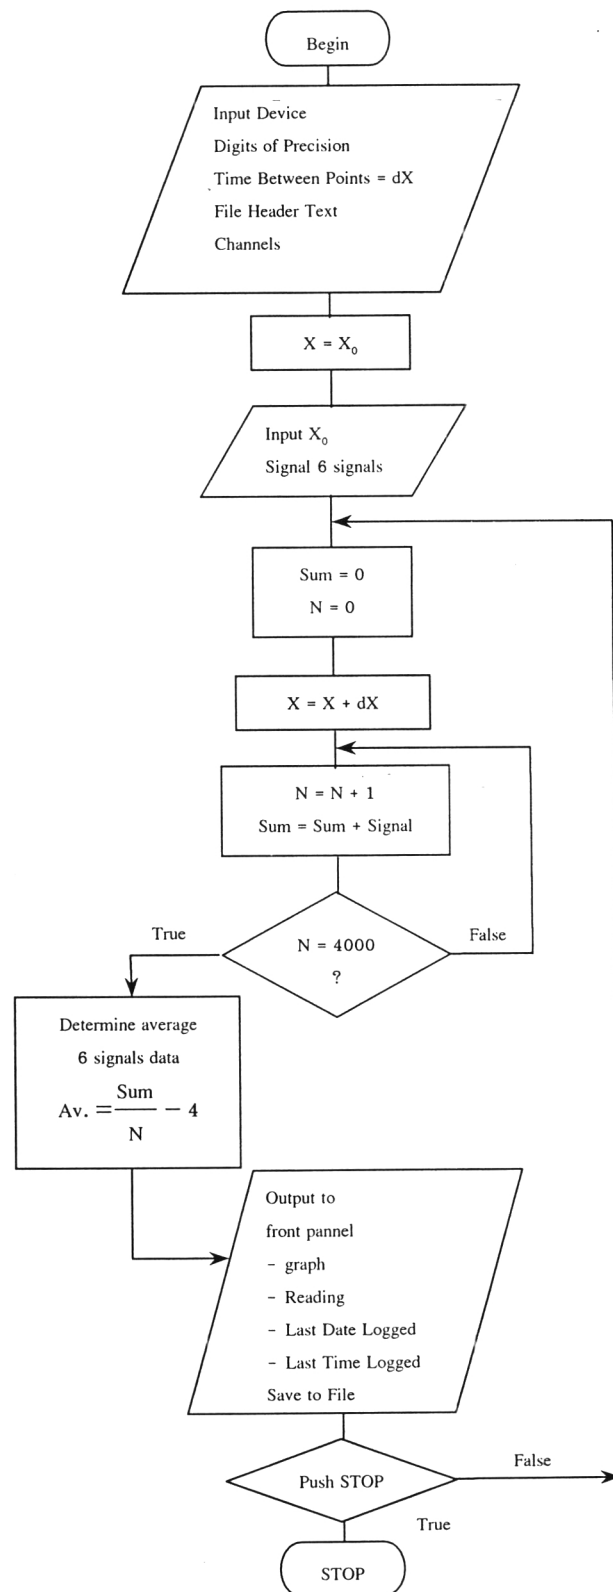 Begin
Input Device
Digits of Precision
Time Between Points = dX
File Header Text
Channels
X = X₀
Input X₀
Signal 6 signals
Sum = 0
N = 0
X = X + dX
N = N + 1
Sum = Sum + Signal
True
N = 4000
?
False
Determine average
6 signals data
Av. = Sum/N - 4
Output to
front pannel
- graph
- Reading
- Last Date Logged
- Last Time Logged
Save to File
Push STOP
False
True
STOP